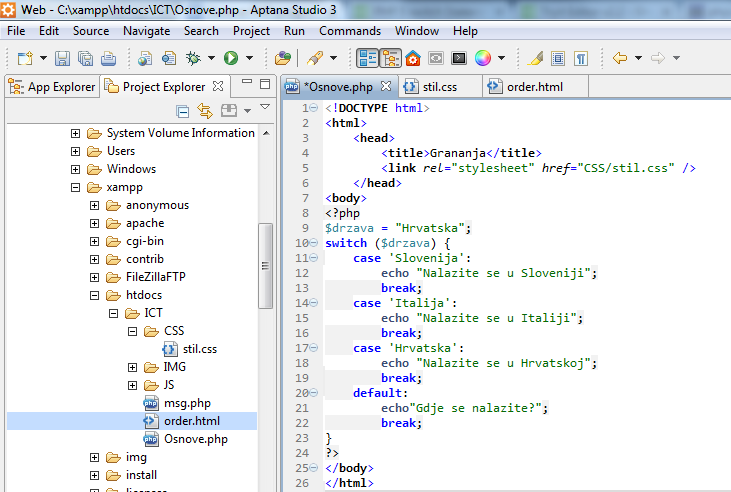 Web - C:\xampp\htdocs\ICT\Osnove.php - Aptana Studio 3
File Edit Source Navigate Search Project Run Commands Window Help
App Explorer Project Explorer
System Volume Information
Users
Windows
xampp
anonymous
apache
cgi-bin
contrib
FileZillaFTP
htdocs
ICT
CSS
stil.css
IMG
JS
msg.php
order.html
Osnove.php
img
install
*Osnove.php stil.css order.html
1 <!DOCTYPE html>
2 <html>
3 <head>
4 <title>Grananja</title>
5 <link rel="stylesheet" href="CSS/stil.css" />
6 </head>
7 <body>
8 <?php
9 $drzava = "Hrvatska";
10 switch ($drzava) {
11 case 'Slovenija':
12 echo "Nalazite se u Sloveniji";
13 break;
14 case 'Italija':
15 echo "Nalazite se u Italiji";
16 break;
17 case 'Hrvatska':
18 echo "Nalazite se u Hrvatskoj";
19 break;
20 default:
21 echo"Gdje se nalazite?";
22 break;
23 }
24 ?>
25 </body>
26 </html>